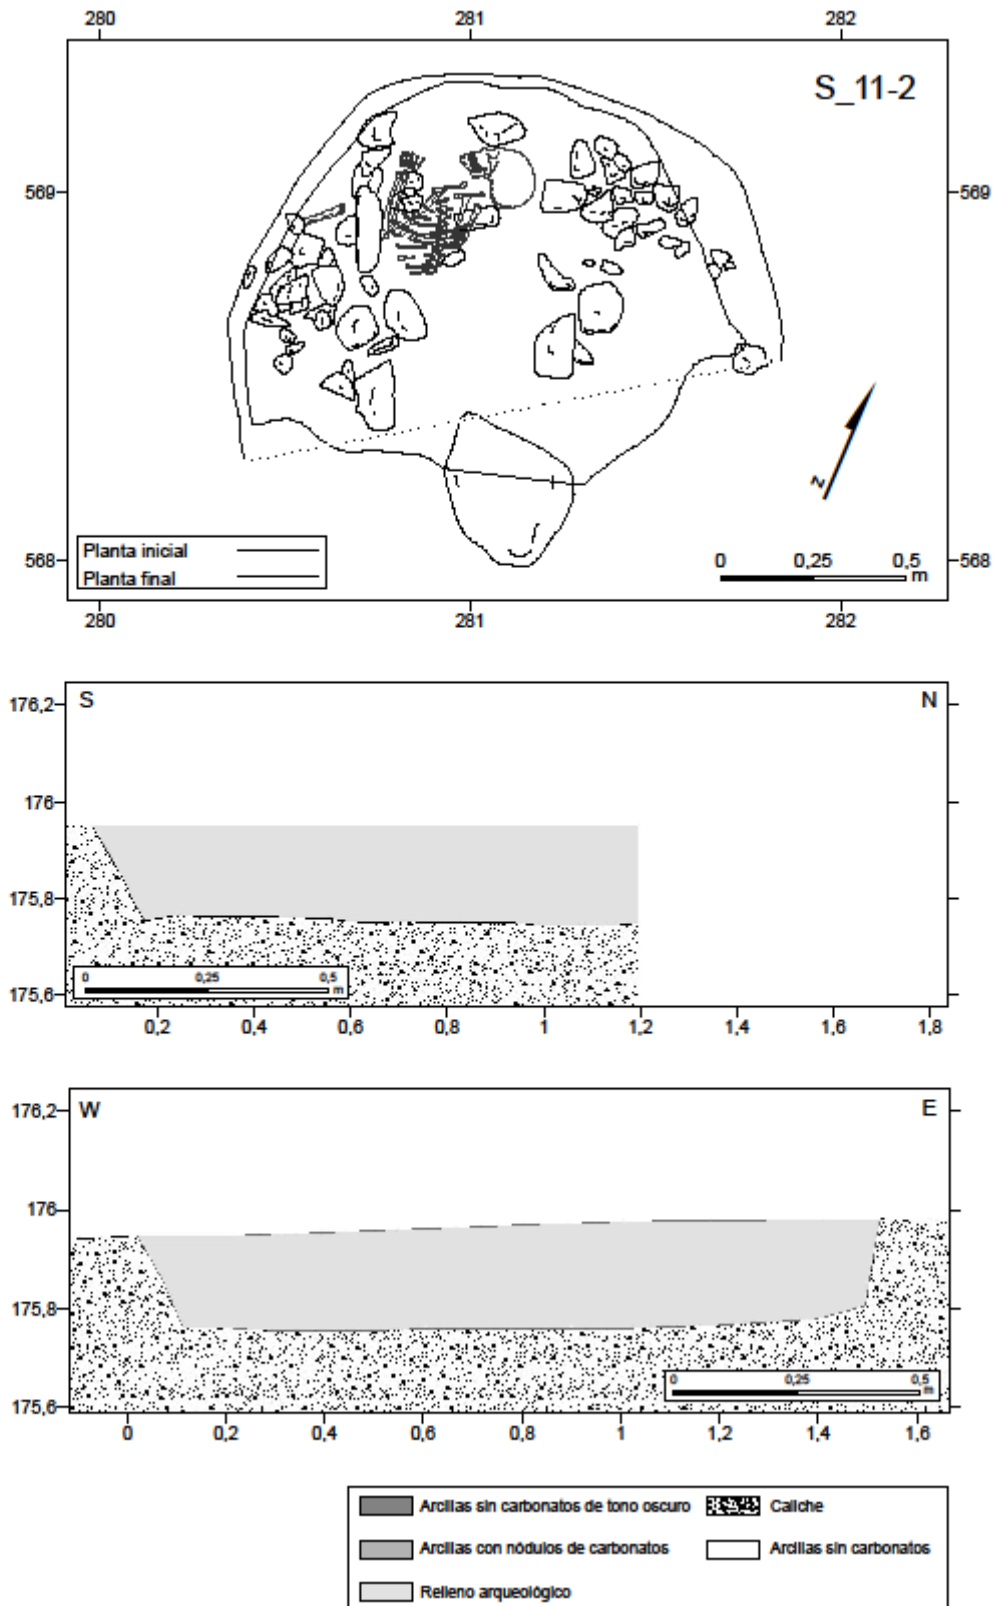 280 281 282
S_11-2
569 569
Planta inicial
Planta final
0 0,25 0,5
m
N
568 568
280 281 282
176,2
S N
176
175,8
0 0,25 0,5
m
175,6
0,2 0,4 0,6 0,8 1 1,2 1,4 1,6 1,8
176,2
W E
176
175,8
0 0,25 0,5
m
175,6
0 0,2 0,4 0,6 0,8 1 1,2 1,4 1,6
Arcillas sin carbonatos de tono oscuro Caliche
Arcillas con nódulos de carbonatos Arcillas sin carbonatos
Relleno arqueológico